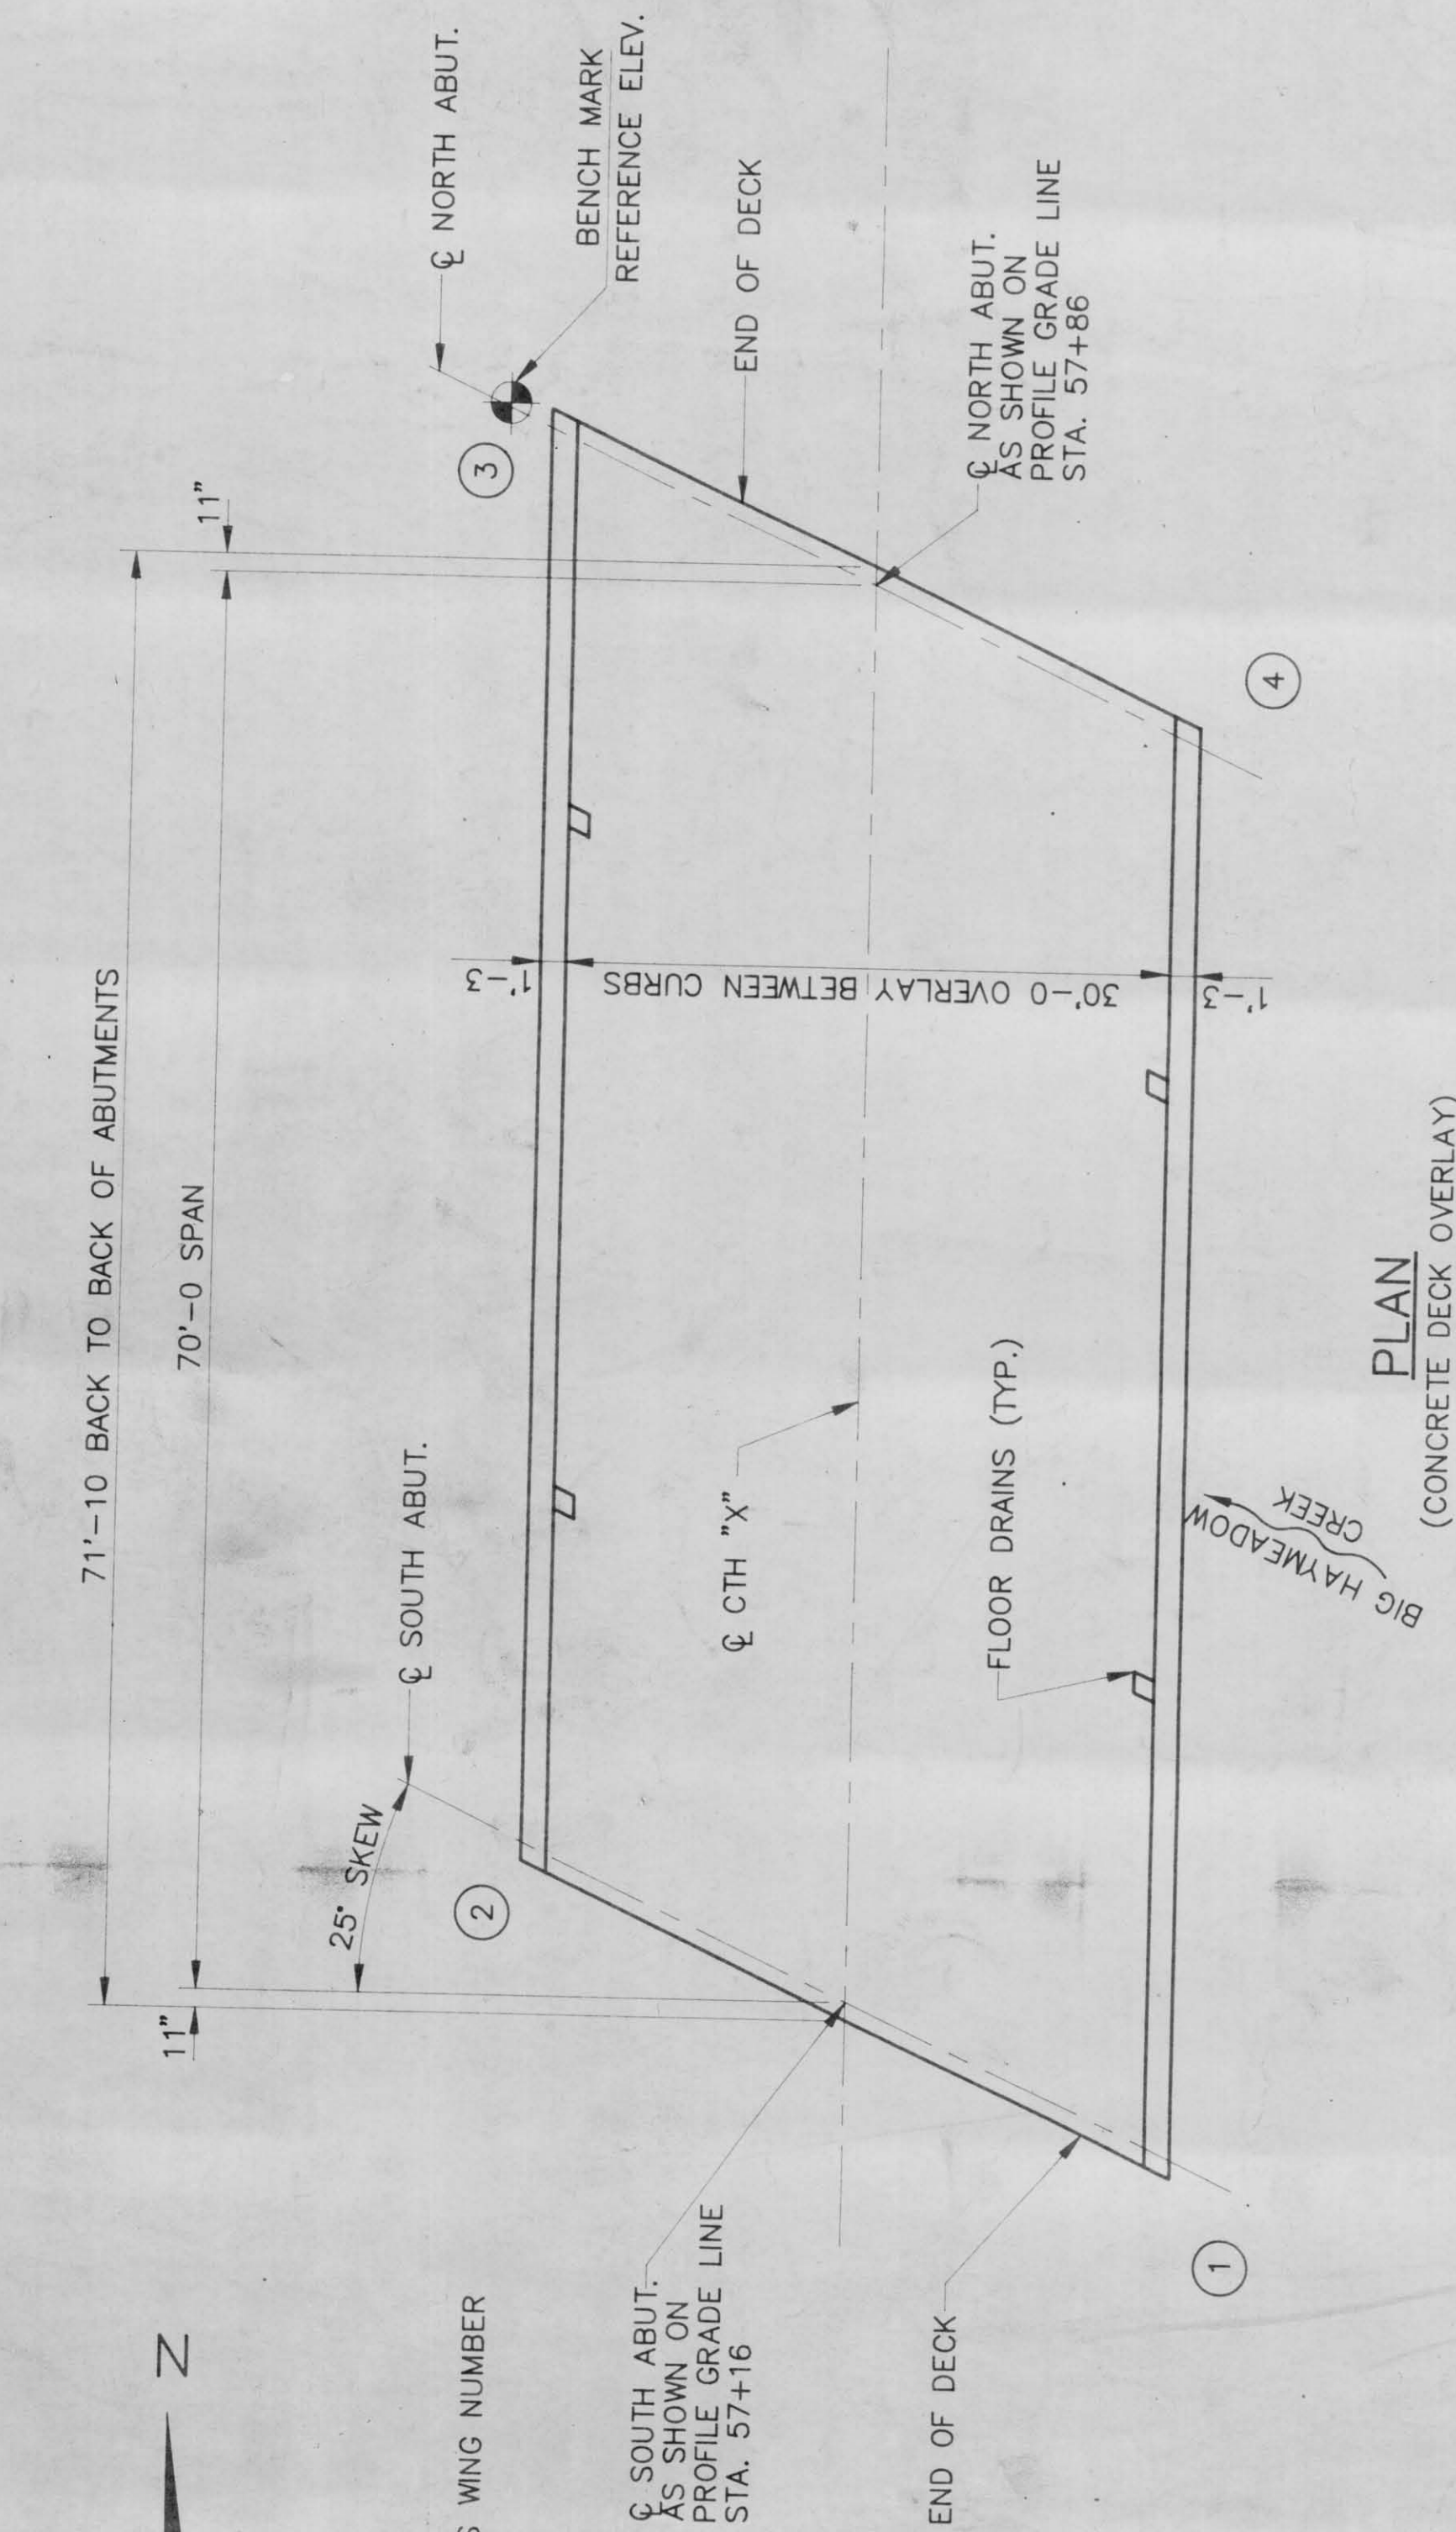 71'-10 BACK TO BACK OF ABUTMENTS
11"
70'-0 SPAN
11"
N
25° SKEW
℄ SOUTH ABUT.
℄ NORTH ABUT.
BENCH MARK
REFERENCE ELEV.
2
3
WING NUMBER
1'-3
30'-0 OVERLAY BETWEEN CURBS
1'-3
℄ SOUTH ABUT.
AS SHOWN ON
PROFILE GRADE LINE
STA. 57+16
℄ CTH "X"
END OF DECK
END OF DECK
FLOOR DRAINS (TYP.)
℄ NORTH ABUT.
AS SHOWN ON
PROFILE GRADE LINE
STA. 57+86
1
4
BIG HAYMEADOW
CREEK
PLAN
(CONCRETE DECK OVERLAY)